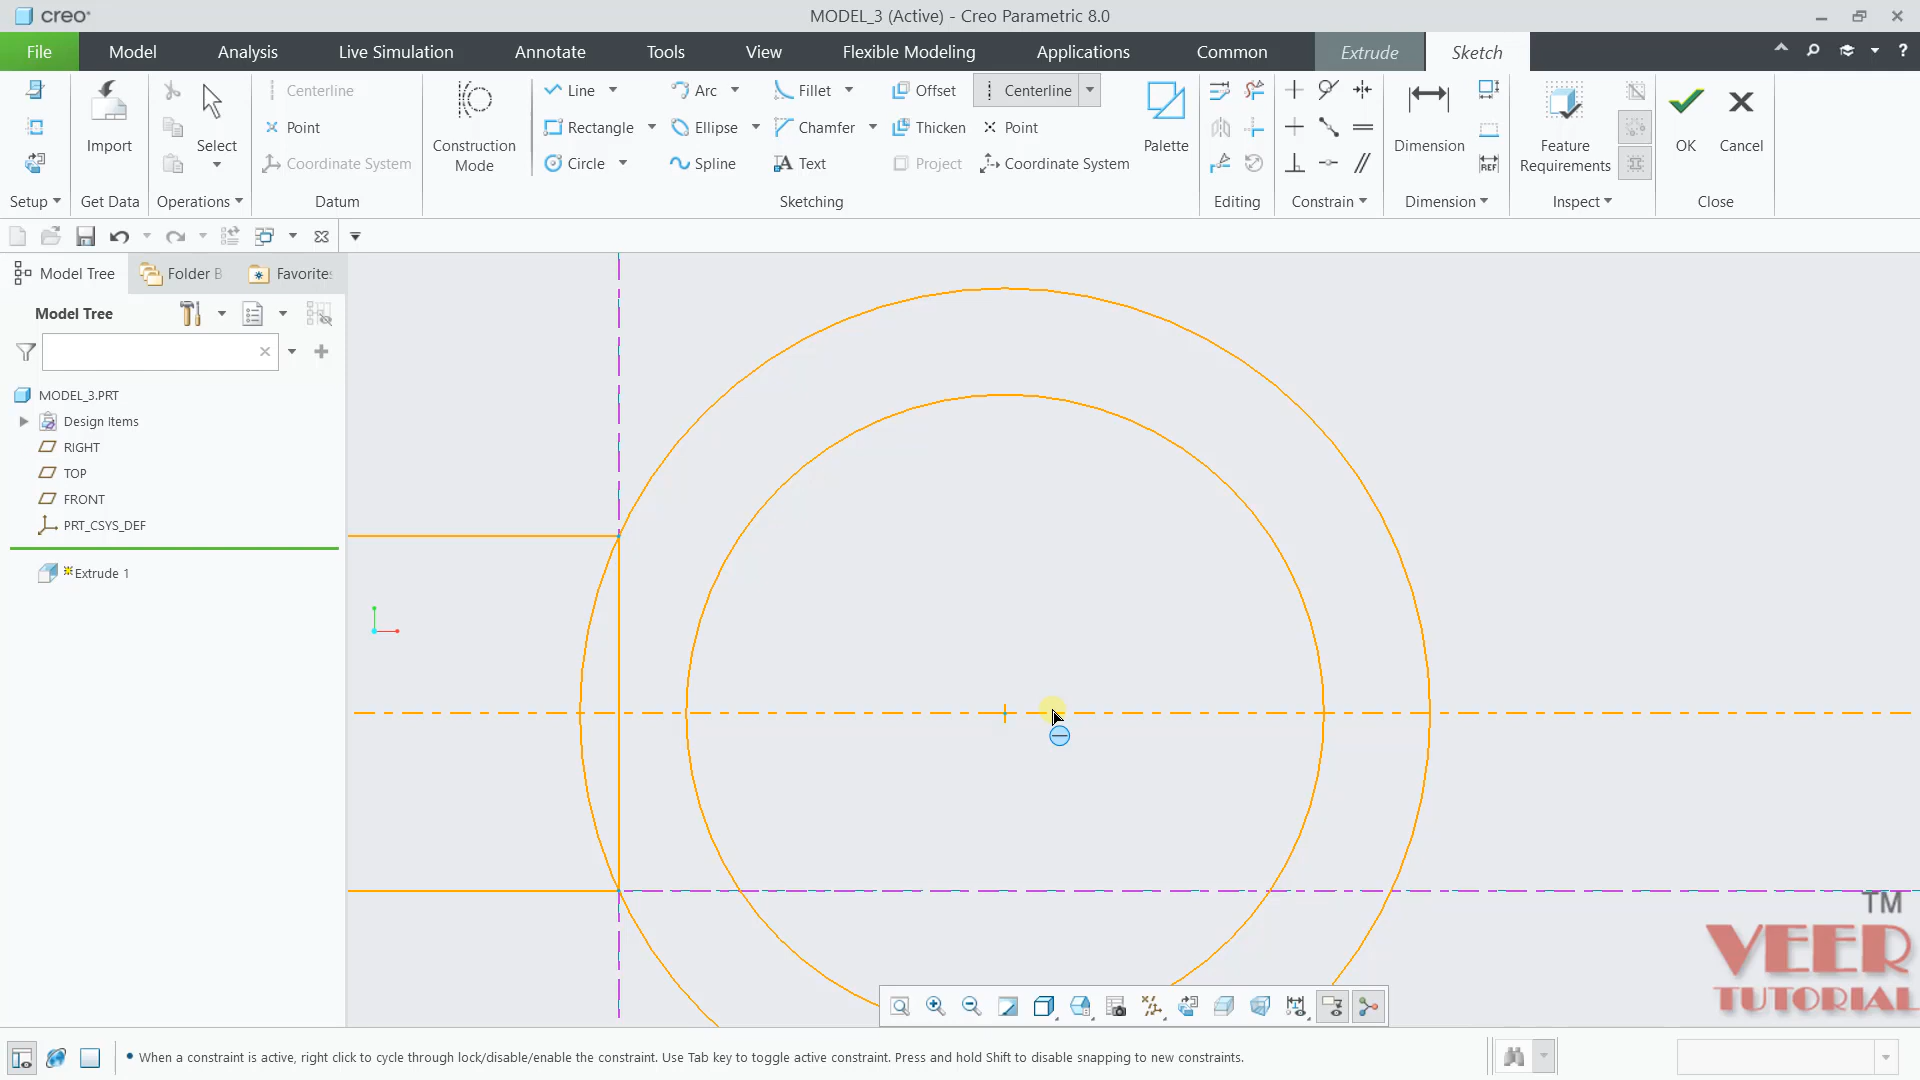 creo
MODEL_3 (Active) - Creo Parametric 8.0
File
Model
Analysis
Live Simulation
Annotate
Tools
View
Flexible Modeling
Applications
Common
Extrude
Sketch
?
Import
Select
Centerline
Point
Coordinate System
Construction
Mode
Line
Arc
Fillet
Offset
Centerline
Rectangle
Ellipse
Chamfer
Thicken
Point
Circle
Spline
Text
Project
Coordinate System
Palette
Dimension
REF
Feature
Requirements
OK
Cancel
Setup
Get Data
Operations
Datum
Sketching
Editing
Constrain
Dimension
Inspect
Close
Model Tree
Folder B
Favorite
Model Tree
MODEL_3.PRT
Design Items
RIGHT
TOP
FRONT
PRT_CSYS_DEF
Extrude 1
TM
VEER
TUTORIAL
When a constraint is active, right click to cycle through lock/disable/enable the constraint. Use Tab key to toggle active constraint. Press and hold Shift to disable snapping to new constraints.